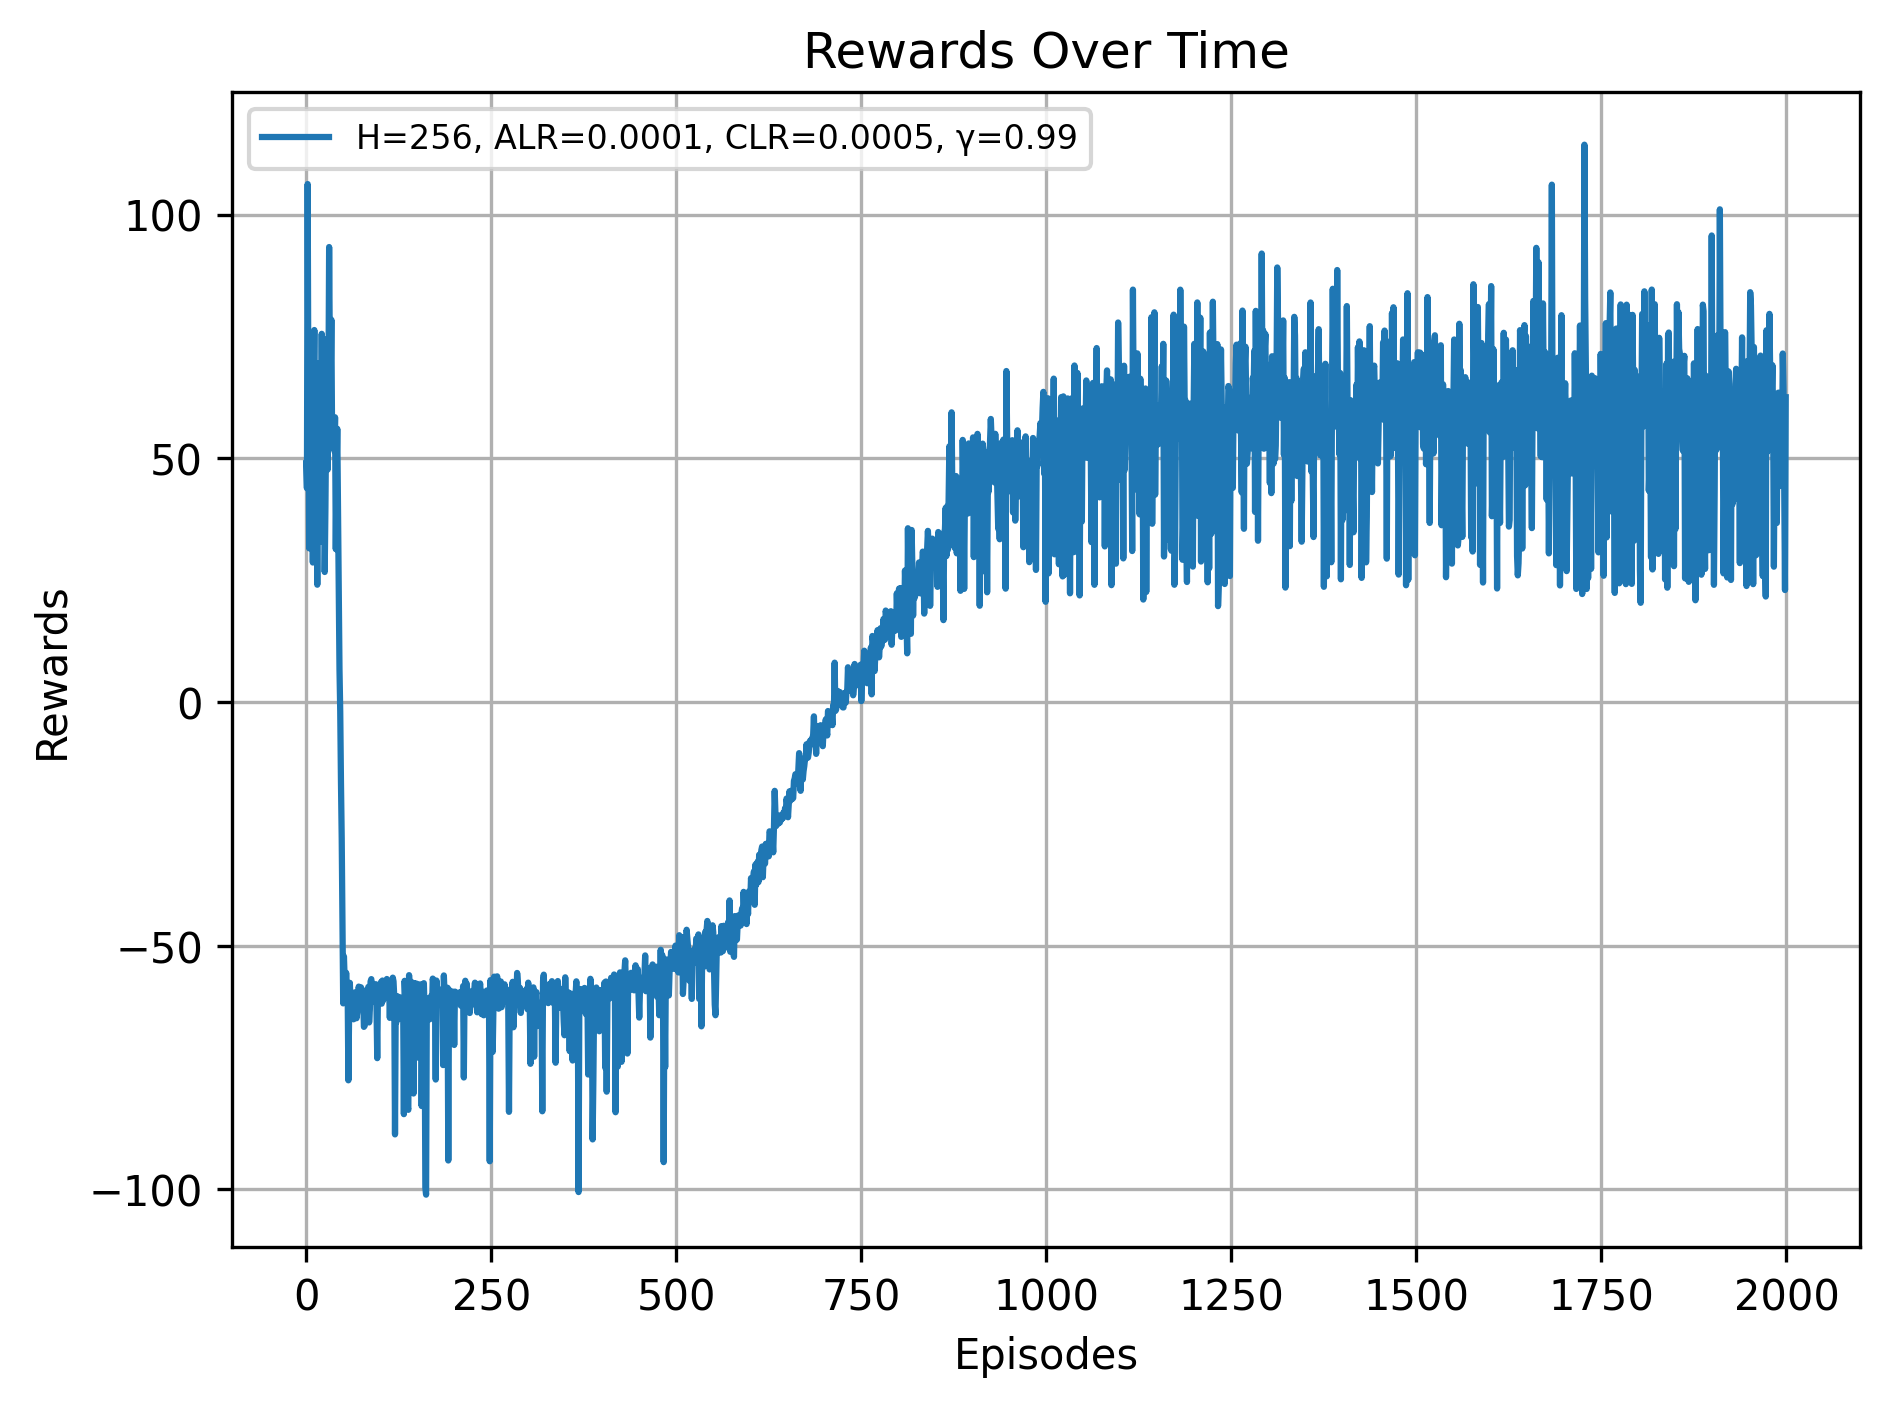 Rewards Over Time
H=256, ALR=0.0001, CLR=0.0005, γ=0.99
Rewards
100
50
0
−50
−100
0 250 500 750 1000 1250 1500 1750 2000
Episodes